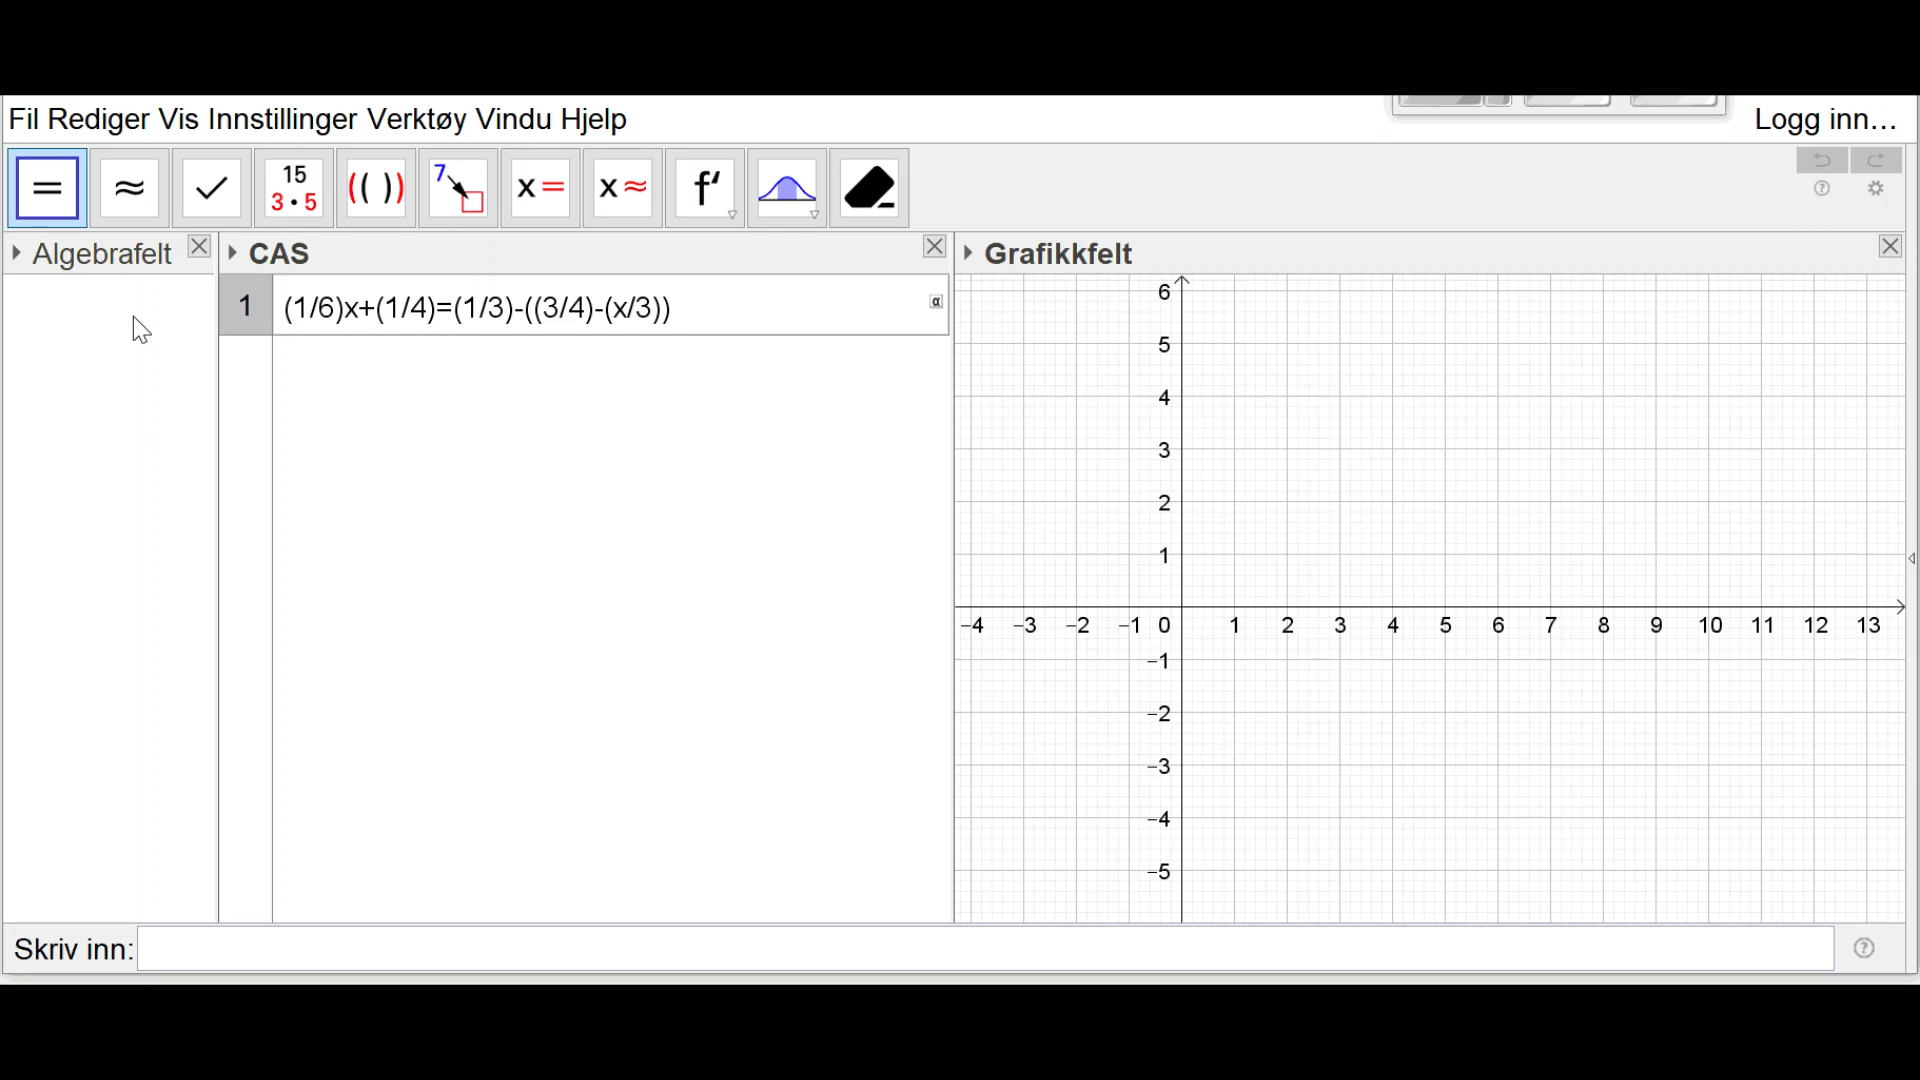 Fil Rediger Vis Innstillinger Verktøy Vindu Hjelp
Logg inn...
= ≈ ✓ 15 3•5 (( )) 7 x= x≈ f′
Algebrafelt
CAS
Grafikkfelt
1 (1/6)x+(1/4)=(1/3)-((3/4)-(x/3))
α
6
5
4
3
2
1
−4 −3 −2 −1 0 1 2 3 4 5 6 7 8 9 10 11 12 13
−1
−2
−3
−4
−5
Skriv inn: